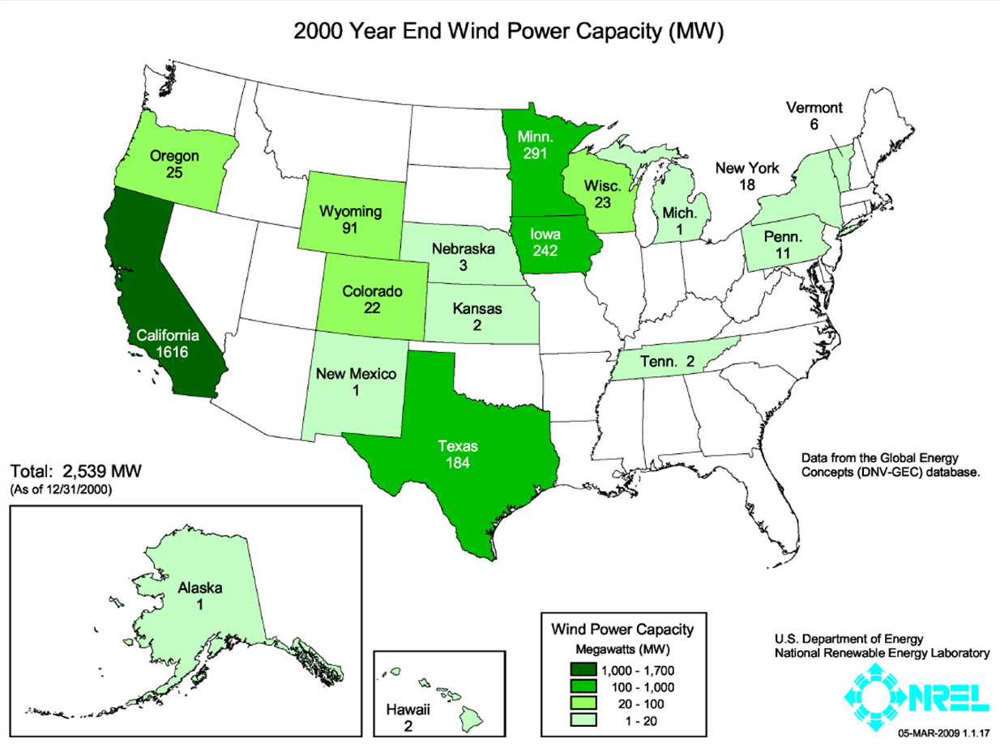 2000 Year End Wind Power Capacity (MW)
Vermont
6
Minn.
291
Oregon
25
New York
18
Wisc.
23
Wyoming
91
Mich.
1
Iowa
242
Penn.
11
Nebraska
3
Colorado
22
Kansas
2
California
1616
Tenn. 2
New Mexico
1
Texas
184
Data from the Global Energy
Concepts (DNV-GEC) database.
Total: 2,539 MW
(As of 12/31/2000)
Alaska
1
Hawaii
2
Wind Power Capacity
Megawatts (MW)
1,000 - 1,700
100 - 1,000
20 - 100
1 - 20
U.S. Department of Energy
National Renewable Energy Laboratory
NREL
05-MAR-2009 1.1.17